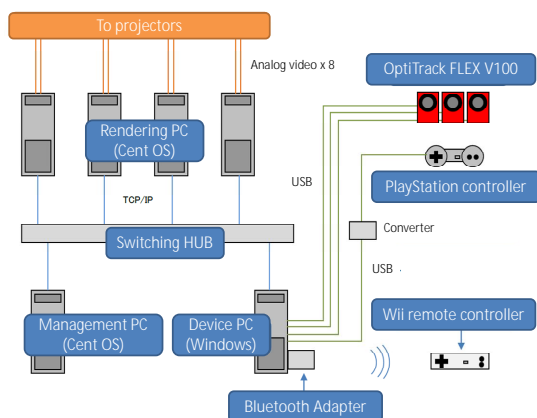 To projectors
Analog video x 8
OptiTrack FLEX V100
Rendering PC
(Cent OS)
USB
PlayStation controller
TCP/IP
Converter
Switching HUB
USB
Management PC
(Cent OS)
Device PC
(Windows)
Wii remote controller
Bluetooth Adapter